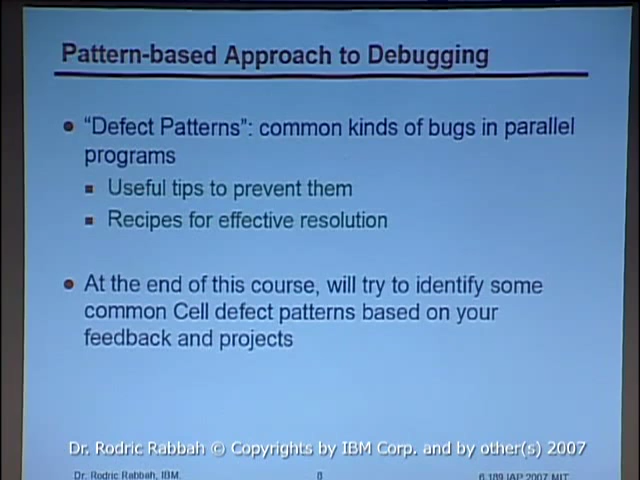 Pattern-based Approach to Debugging
"Defect Patterns": common kinds of bugs in parallel
programs
Useful tips to prevent them
Recipes for effective resolution
At the end of this course, will try to identify some
common Cell defect patterns based on your
feedback and projects
Dr. Rodric Rabbah © Copyrights by IBM Corp. and by other(s) 2007
Dr. Rodric Rabbah, IBM.
6.189 IAP 2007 MIT